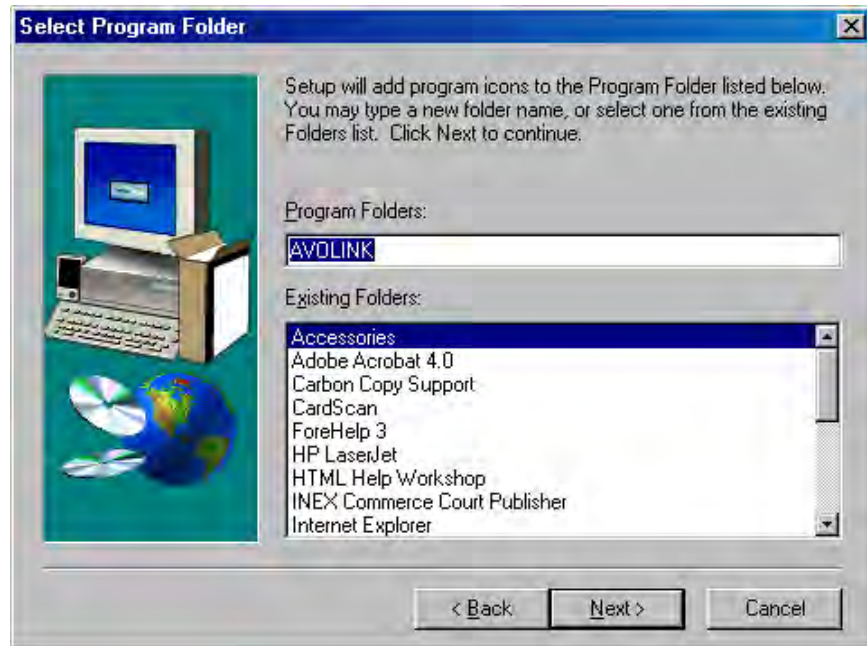 Select Program Folder
Setup will add program icons to the Program Folder listed below.
You may type a new folder name, or select one from the existing
Folders list. Click Next to continue.
Program Folders:
AVOLINK
Existing Folders:
Accessories
Adobe Acrobat 4.0
Carbon Copy Support
CardScan
ForeHelp 3
HP LaserJet
HTML Help Workshop
INEX Commerce Court Publisher
Internet Explorer
< Back
Next >
Cancel